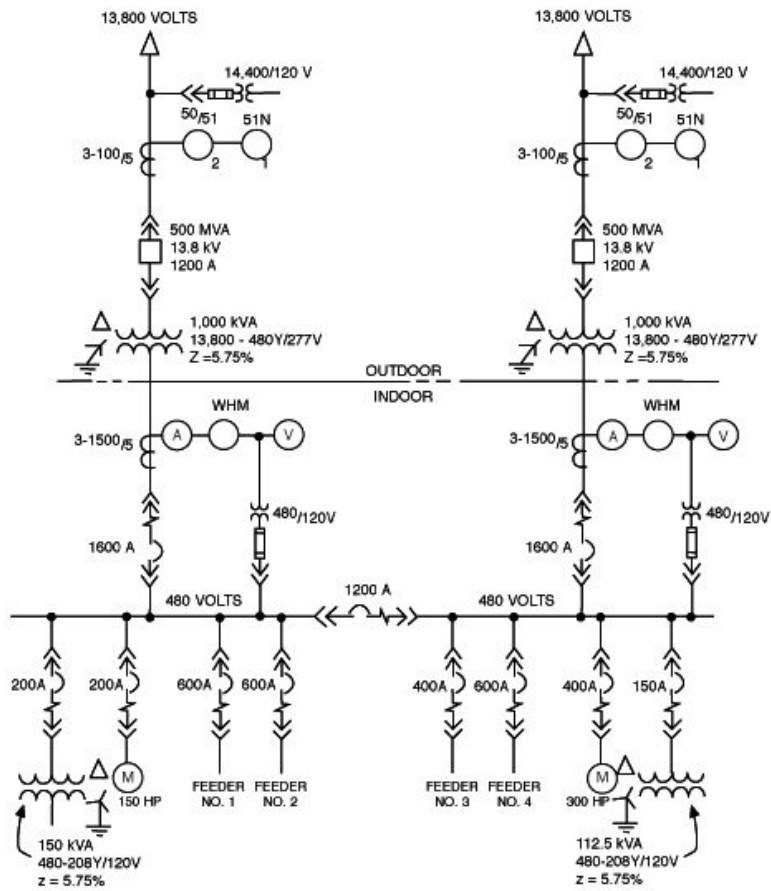 13,800 VOLTS
13,800 VOLTS
14,400/120 V
14,400/120 V
50/51
51N
50/51
51N
3-100/5
3-100/5
2
1
2
1
500 MVA
13.8 kV
1200 A
500 MVA
13.8 kV
1200 A
1,000 kVA
13,800 - 480Y/277V
Z =5.75%
1,000 kVA
13,800 - 480Y/277V
Z =5.75%
OUTDOOR
INDOOR
WHM
WHM
3-1500/5
A
V
3-1500/5
A
V
480/120V
480/120V
1600 A
1600 A
1200 A
480 VOLTS
480 VOLTS
200A
200A
600A
600A
400A
600A
400A
150A
M
M
150 HP
FEEDER
NO. 1
FEEDER
NO. 2
FEEDER
NO. 3
FEEDER
NO. 4
300 HP
150 kVA
480-208Y/120V
z = 5.75%
112.5 kVA
480-208Y/120V
z = 5.75%